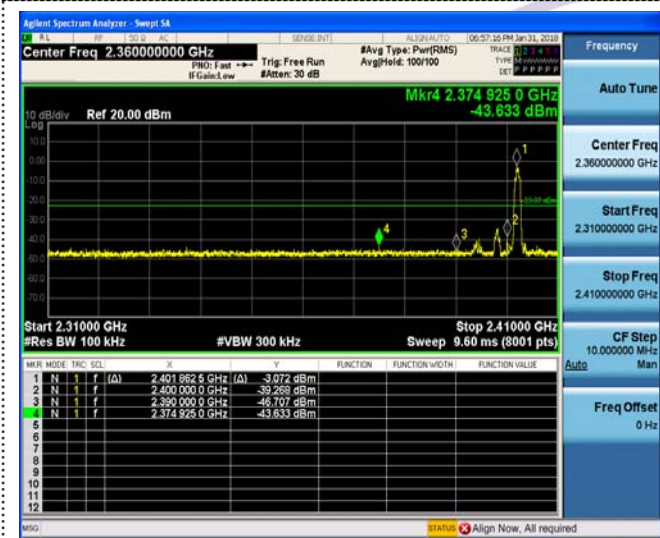 Agilent Spectrum Analyzer - Swept SA
RL RF 50 Ω AC SENSE:INT ALIGNAUTO 06:57:16 PM Jan 31, 2018
Center Freq 2.360000000 GHz
PNO: Fast
IFGain:Low
Trig: Free Run
#Atten: 30 dB
#Avg Type: Pwr(RMS)
Avg|Hold: 100/100
TRACE 1 2 3 4 5 6
TYPE
DET P P P P P P
Mkr4 2.374 925 0 GHz
-43.633 dBm
10 dB/div Ref 20.00 dBm
Log
10.0
0.00
-10.0
-20.0
-30.0
-40.0
-50.0
-60.0
-70.0
1
2
3
4
-23.07 dBm
Start 2.31000 GHz Stop 2.41000 GHz
#Res BW 100 kHz #VBW 300 kHz Sweep 9.60 ms (8001 pts)
MKR MODE TRC SCL X Y FUNCTION FUNCTION WIDTH FUNCTION VALUE
1 N 1 f (Δ) 2.401 862 5 GHz (Δ) -3.072 dBm
2 N 1 f 2.400 000 0 GHz -39.268 dBm
3 N 1 f 2.390 000 0 GHz -46.707 dBm
4 N 1 f 2.374 925 0 GHz -43.633 dBm
5
6
7
8
9
10
11
12
MSG STATUS Align Now, All required
Frequency
Auto Tune
Center Freq
2.360000000 GHz
Start Freq
2.310000000 GHz
Stop Freq
2.410000000 GHz
CF Step
10.000000 MHz
Auto Man
Freq Offset
0 Hz